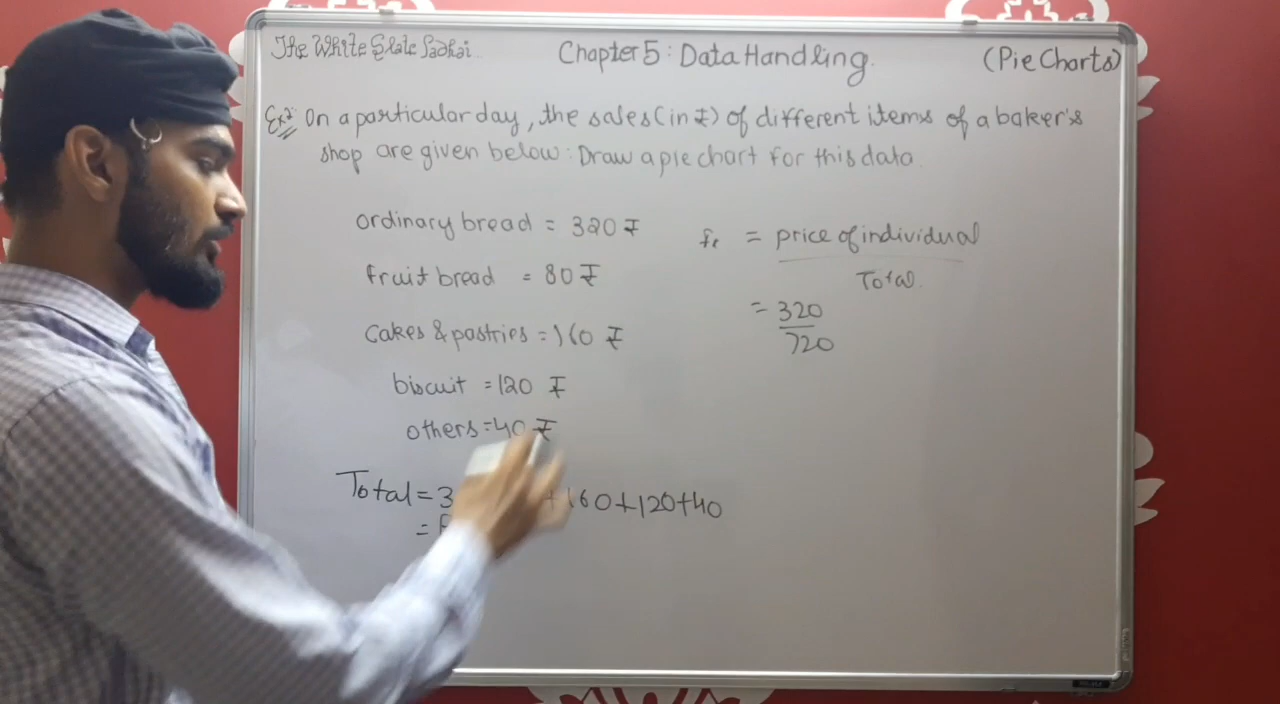 The White Slate Padhai
Chapter 5 : Data Handling.
(Pie Charts)
Ex2: On a particular day, the sales (in ₹) of different items of a baker's
shop are given below: Draw a pie chart for this data.
ordinary bread = 320 ₹
fruit bread = 80 ₹
cakes & pastries = 160 ₹
biscuit = 120 ₹
others = 40 ₹
= price of individual
Total.
= 320
720
Total = 3 +160+120+40
=